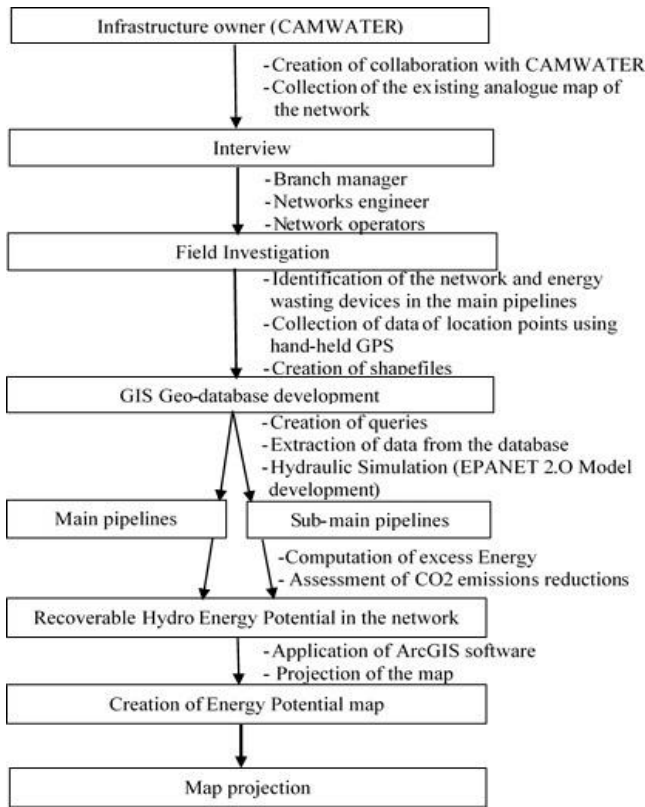 Infrastructure owner (CAMWATER)
-Creation of collaboration with CAMWATER
-Collection of the existing analogue map of
the network
Interview
-Branch manager
-Networks engineer
-Network operators
Field Investigation
-Identification of the network and energy
wasting devices in the main pipelines
-Collection of data of location points using
hand-held GPS
-Creation of shapefiles
GIS Geo-database development
-Creation of queries
-Extraction of data from the database
-Hydraulic Simulation (EPANET 2.O Model
development)
Main pipelines
Sub-main pipelines
-Computation of excess Energy
- Assessment of CO2 emissions reductions
Recoverable Hydro Energy Potential in the network
-Application of ArcGIS software
- Projection of the map
Creation of Energy Potential map
Map projection